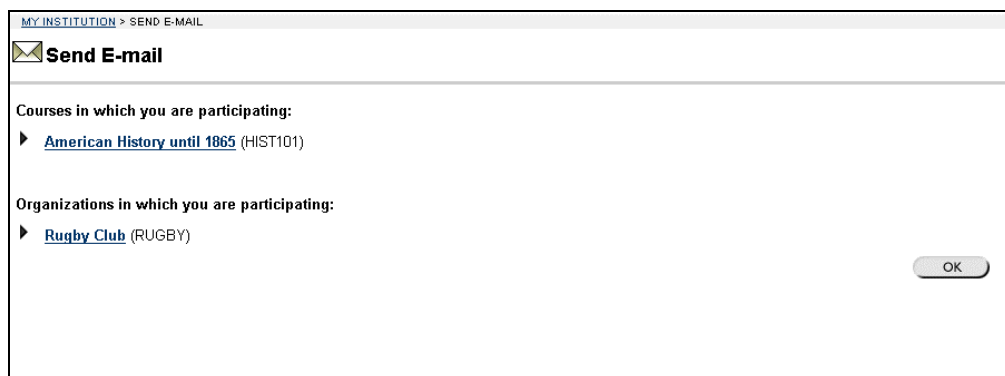 MY INSTITUTION > SEND E-MAIL
Send E-mail
Courses in which you are participating:
American History until 1865 (HIST101)
Organizations in which you are participating:
Rugby Club (RUGBY)
OK